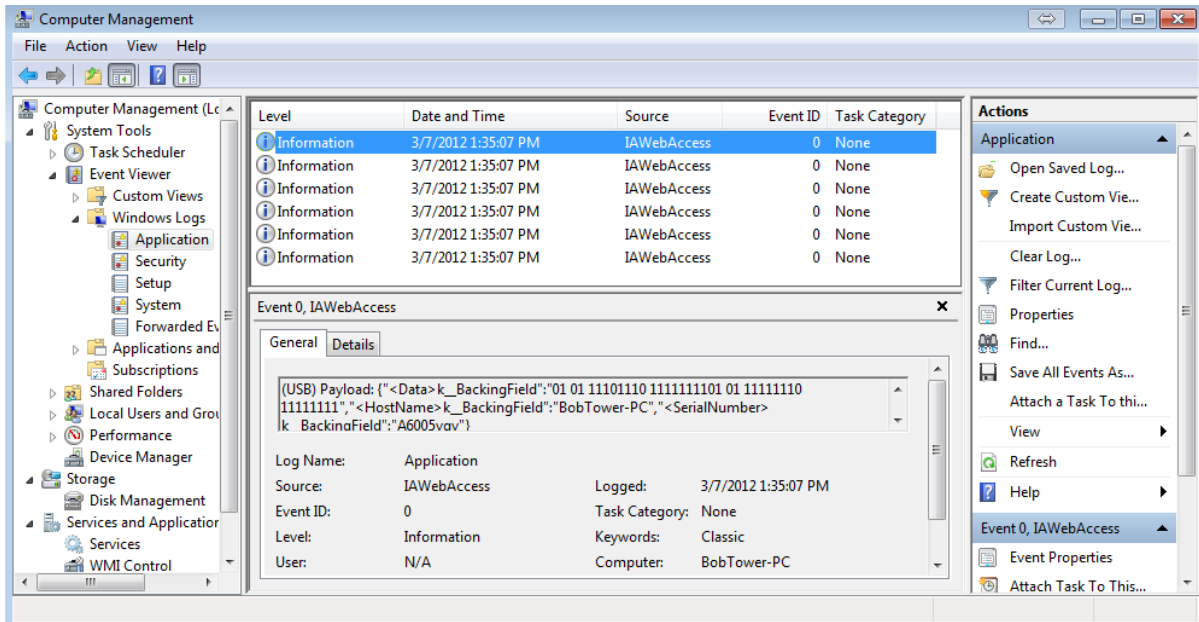 Computer Management
File Action View Help
Computer Management (Lc
System Tools
Task Scheduler
Event Viewer
Custom Views
Windows Logs
Application
Security
Setup
System
Forwarded Ev
Applications and
Subscriptions
Shared Folders
Local Users and Grou
Performance
Device Manager
Storage
Disk Management
Services and Application
Services
WMI Control
Level Date and Time Source Event ID Task Category
Information 3/7/2012 1:35:07 PM IAWebAccess 0 None
Information 3/7/2012 1:35:07 PM IAWebAccess 0 None
Information 3/7/2012 1:35:07 PM IAWebAccess 0 None
Information 3/7/2012 1:35:07 PM IAWebAccess 0 None
Information 3/7/2012 1:35:07 PM IAWebAccess 0 None
Information 3/7/2012 1:35:07 PM IAWebAccess 0 None
Event 0, IAWebAccess
General Details
(USB) Payload: {"<Data>k__BackingField":"01 01 11101110 1111111101 01 11111110
11111111","<HostName>k__BackingField":"BobTower-PC","<SerialNumber>
k__BackingField":"A6005vgv"}
Log Name: Application
Source: IAWebAccess Logged: 3/7/2012 1:35:07 PM
Event ID: 0 Task Category: None
Level: Information Keywords: Classic
User: N/A Computer: BobTower-PC
Actions
Application
Open Saved Log...
Create Custom Vie...
Import Custom Vie...
Clear Log...
Filter Current Log...
Properties
Find...
Save All Events As...
Attach a Task To thi...
View
Refresh
Help
Event 0, IAWebAccess
Event Properties
Attach Task To This...